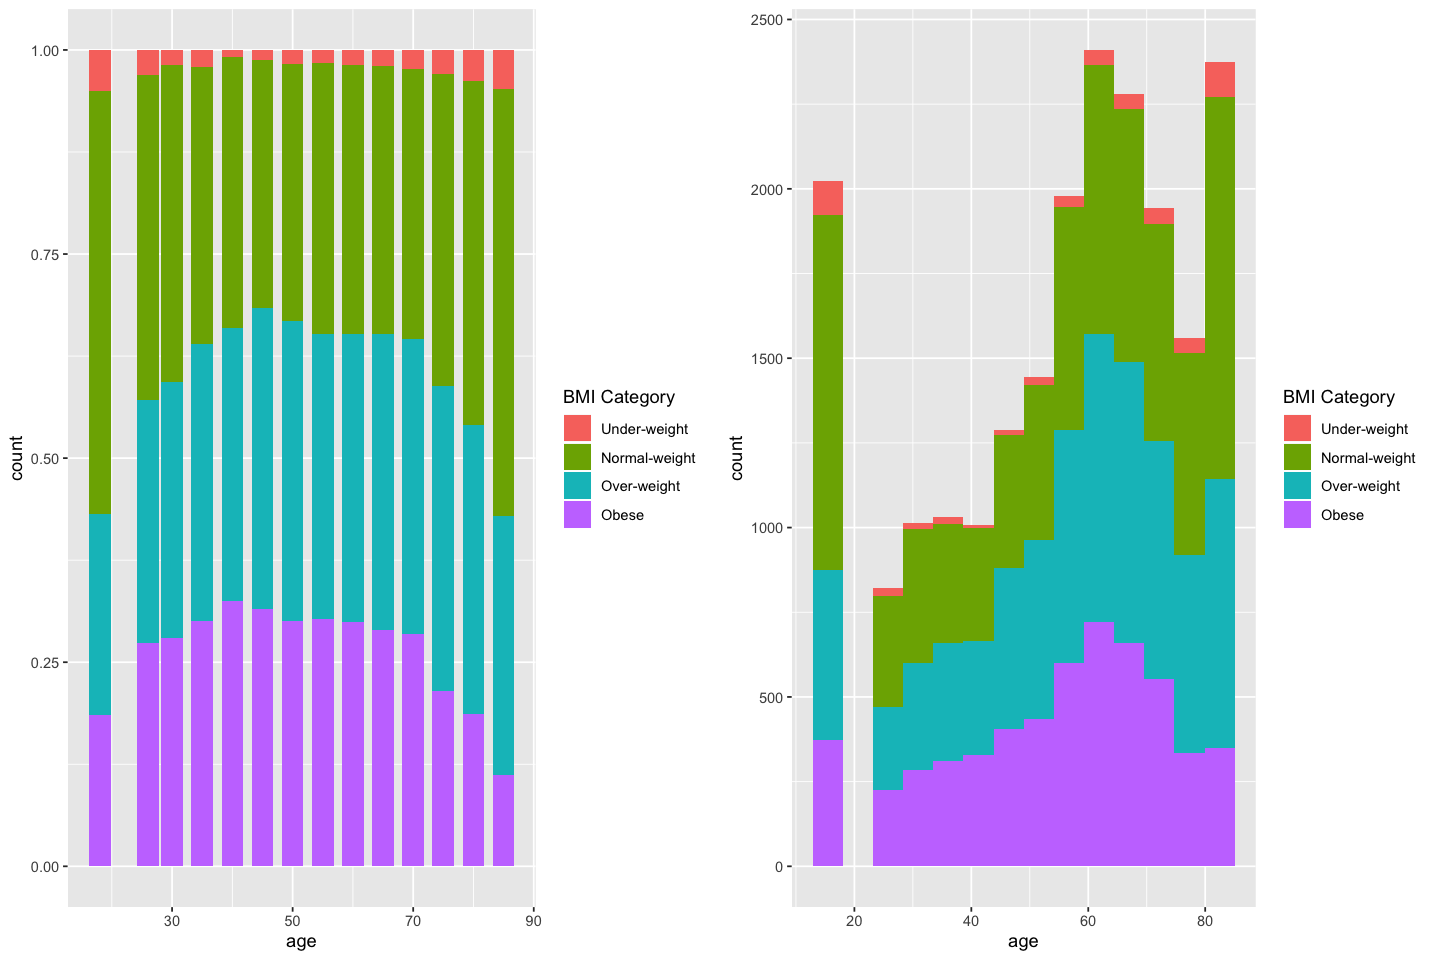 1.00
0.75
0.50
0.25
0.00
count
30
50
70
90
age
BMI Category
Under-weight
Normal-weight
Over-weight
Obese
2500
2000
1500
1000
500
0
count
20
40
60
80
age
BMI Category
Under-weight
Normal-weight
Over-weight
Obese